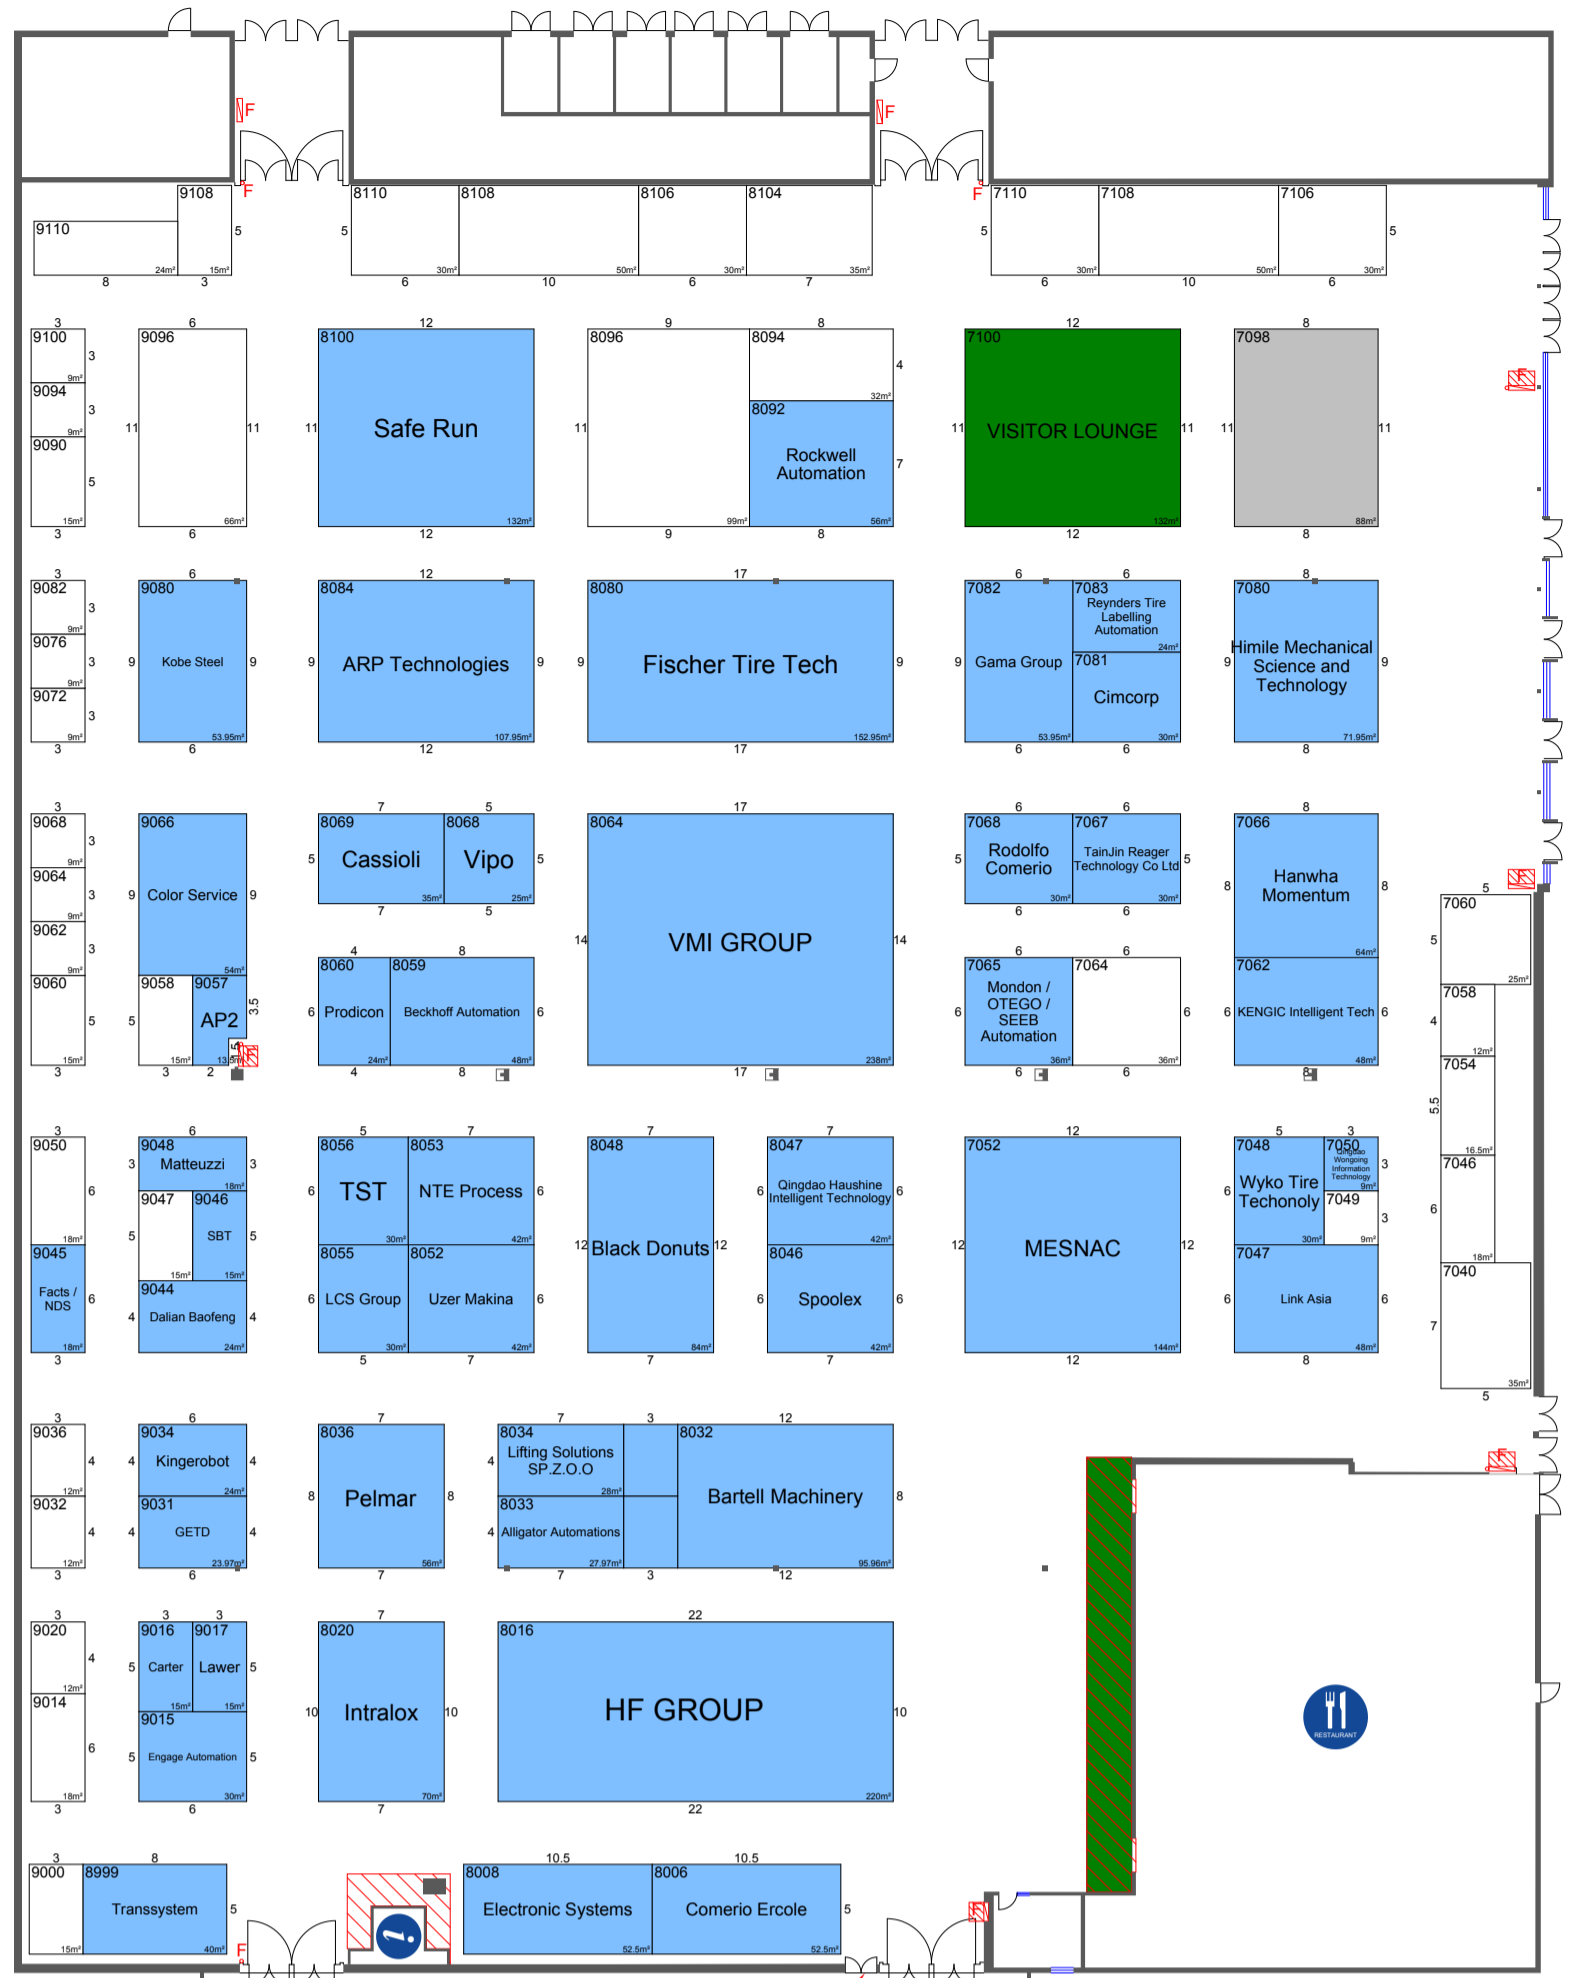 F
F
F
F
9108
5
9110
24m²
15m²
8
3
8110
8108
8106
8104
5
30m²
50m²
30m²
35m²
6
10
6
7
7110
7108
7106
5
5
30m²
50m²
30m²
6
10
6
3
9100
3
9m²
9094
3
9m²
9090
5
15m²
3
6
9096
11
11
66m²
6
12
8100
11
Safe Run
132m²
12
9
8
8096
8094
4
32m²
11
8092
Rockwell
Automation
7
99m²
56m²
9
8
12
7100
11
VISITOR LOUNGE
11
132m²
12
8
7098
11
11
88m²
F
3
9082
3
9m²
9076
3
9m²
9072
3
9m²
3
6
9080
9
Kobe Steel
9
53.95m²
6
12
8084
9
ARP Technologies
9
107.95m²
12
17
8080
9
Fischer Tire Tech
9
152.95m²
17
6
6
7082
7083
Reynders Tire
Labelling
Automation
24m²
9
Gama Group
7081
Cimcorp
53.95m²
30m²
6
6
8
7080
9
Himile Mechanical
Science and
Technology
9
71.95m²
8
3
9068
3
9m²
9064
3
9m²
9062
3
9m²
9060
5
15m²
3
9066
9
Color Service
9
54m²
9058
9057
5
AP2
3.5
1.5
15m²
13.5m²
F
3
2
7
5
8069
8068
5
Cassioli
Vipo
5
35m²
25m²
7
5
4
8
8060
8059
6
Prodicon
Beckhoff Automation
6
24m²
48m²
4
8
17
8064
14
VMI GROUP
14
238m²
17
6
6
7068
7067
5
Rodolfo
Comerio
TainJin Reager
Technology Co Ltd
5
30m²
30m²
6
6
6
6
7065
7064
6
Mondon /
OTEGO /
SEEB
Automation
6
36m²
36m²
6
6
8
7066
8
Hanwha
Momentum
8
64m²
7062
6
KENGIC Intelligent Tech
6
48m²
8
F
5
7060
5
25m²
7058
4
12m²
7054
5.5
16.5m²
7046
6
18m²
7040
7
35m²
5
3
9050
6
18m²
9045
Facts /
NDS
6
18m²
3
6
9048
3
Matteuzzi
3
18m²
9047
9046
5
SBT
5
15m²
15m²
9044
4
Dalian Baofeng
4
24m²
5
7
8056
8053
6
TST
NTE Process
6
30m²
42m²
8055
8052
6
LCS Group
Uzer Makina
6
30m²
42m²
5
7
7
8048
12
Black Donuts
12
84m²
7
7
8047
6
Qingdao Haushine
Intelligent Technology
6
42m²
8046
6
Spoolex
6
42m²
7
12
7052
12
MESNAC
12
144m²
12
5
3
7048
7050
Qingdao
Wongoing
Information
Technology
3
9m²
6
Wyko Tire
Techonoly
7049
3
30m²
9m²
7047
6
Link Asia
6
48m²
8
3
9036
4
12m²
9032
4
12m²
3
6
9034
4
Kingerobot
4
24m²
9031
4
GETD
4
23.97m²
6
7
8036
8
Pelmar
8
56m²
7
7
3
12
8034
8032
4
Lifting Solutions
SP.Z.O.O
28m²
8033
4
Alligator Automations
27.97m²
Bartell Machinery
8
95.96m²
7
3
12
F
3
9020
4
12m²
9014
6
18m²
3
3
3
9016
9017
5
Carter
Lawer
5
15m²
15m²
9015
5
Engage Automation
5
30m²
6
7
8020
10
Intralox
10
70m²
7
22
8016
HF GROUP
10
220m²
22
RESTAURANT
3
8
9000
8999
Transsystem
5
15m²
40m²
F
i
10.5
10.5
8008
8006
Electronic Systems
Comerio Ercole
5
52.5m²
52.5m²
F